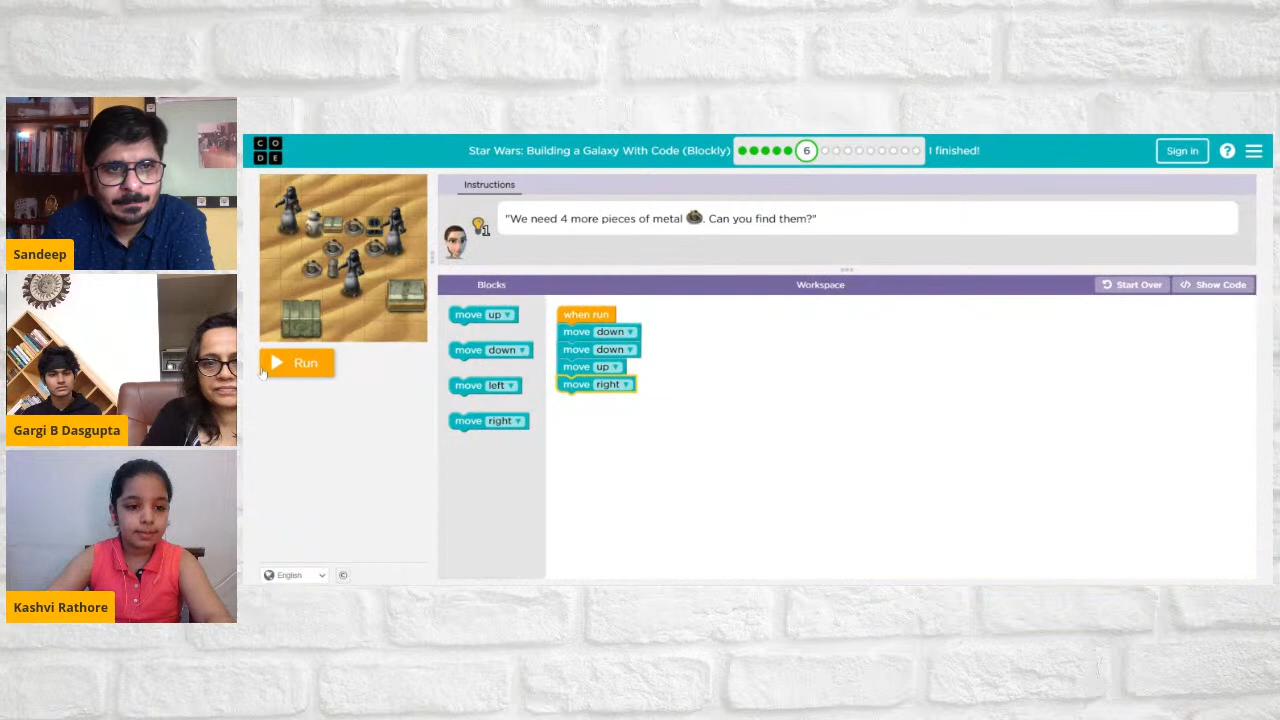 Sandeep
Gargi B Dasgupta
Kashvi Rathore
C O
D E
Star Wars: Building a Galaxy With Code (Blockly)
6
I finished!
Sign in
?
Instructions
1
"We need 4 more pieces of metal . Can you find them?"
Blocks
Workspace
Start Over
</> Show Code
move up
move down
move left
move right
when run
move down
move down
move up
move right
Run
English
©